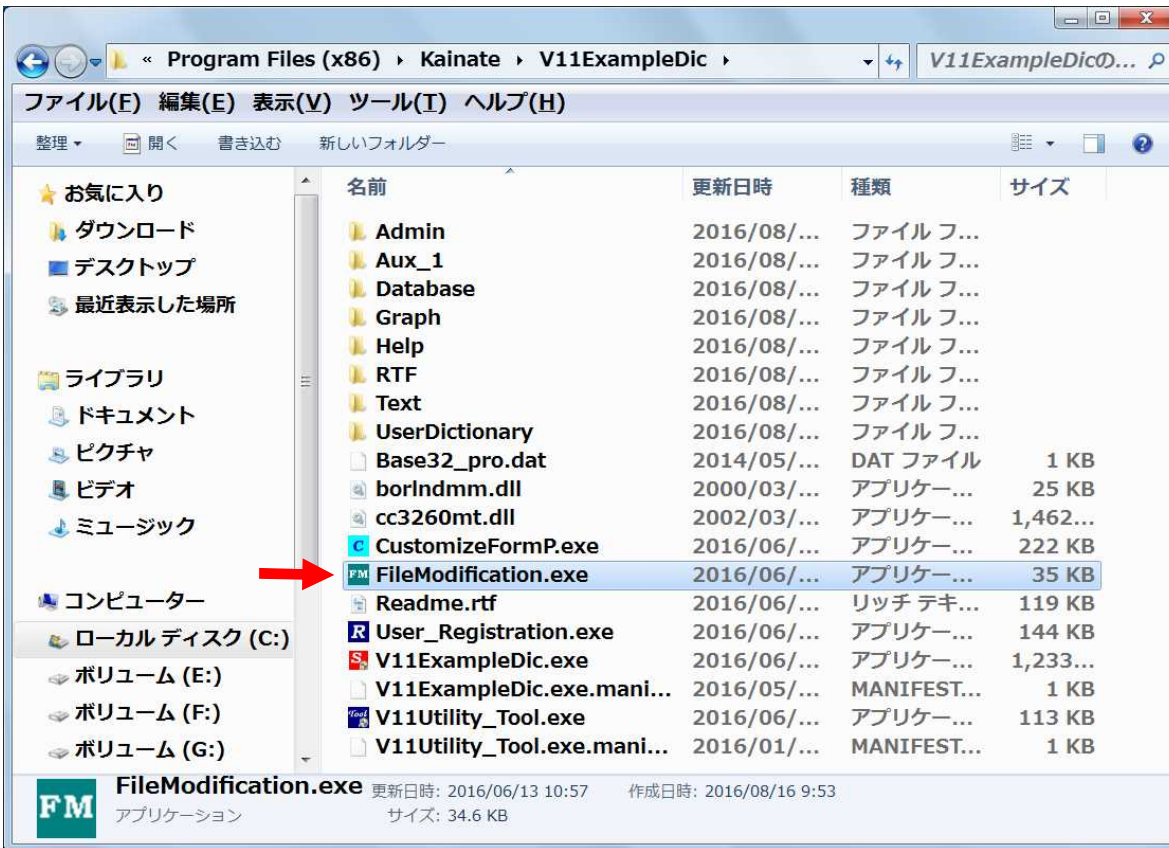 « Program Files (x86) ▸ Kainate ▸ V11ExampleDic ▸ V11ExampleDicの...
ファイル(F) 編集(E) 表示(V) ツール(T) ヘルプ(H)
整理 開く 書き込む 新しいフォルダー
お気に入り
ダウンロード
デスクトップ
最近表示した場所
ライブラリ
ドキュメント
ピクチャ
ビデオ
ミュージック
コンピューター
ローカル ディスク (C:)
ボリューム (E:)
ボリューム (F:)
ボリューム (G:)
名前 更新日時 種類 サイズ
Admin 2016/08/... ファイル フ...
Aux_1 2016/08/... ファイル フ...
Database 2016/08/... ファイル フ...
Graph 2016/08/... ファイル フ...
Help 2016/08/... ファイル フ...
RTF 2016/08/... ファイル フ...
Text 2016/08/... ファイル フ...
UserDictionary 2016/08/... ファイル フ...
Base32_pro.dat 2014/05/... DAT ファイル 1 KB
borlndmm.dll 2000/03/... アプリケー... 25 KB
cc3260mt.dll 2002/03/... アプリケー... 1,462...
C CustomizeFormP.exe 2016/06/... アプリケー... 222 KB
FM FileModification.exe 2016/06/... アプリケー... 35 KB
Readme.rtf 2016/06/... リッチ テキ... 119 KB
R User_Registration.exe 2016/06/... アプリケー... 144 KB
V11ExampleDic.exe 2016/06/... アプリケー... 1,233...
V11ExampleDic.exe.mani... 2016/05/... MANIFEST... 1 KB
Tool V11Utility_Tool.exe 2016/06/... アプリケー... 113 KB
V11Utility_Tool.exe.mani... 2016/01/... MANIFEST... 1 KB
FM
FileModification.exe 更新日時: 2016/06/13 10:57 作成日時: 2016/08/16 9:53
アプリケーション サイズ: 34.6 KB